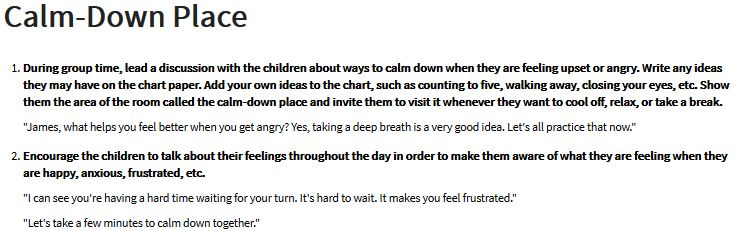 Calm-Down Place
1. During group time, lead a discussion with the children about ways to calm down when they are feeling upset or angry. Write any ideas
they may have on the chart paper. Add your own ideas to the chart, such as counting to five, walking away, closing your eyes, etc. Show
them the area of the room called the calm-down place and invite them to visit it whenever they want to cool off, relax, or take a break.
"James, what helps you feel better when you get angry? Yes, taking a deep breath is a very good idea. Let's all practice that now."
2. Encourage the children to talk about their feelings throughout the day in order to make them aware of what they are feeling when they
are happy, anxious, frustrated, etc.
"I can see you're having a hard time waiting for your turn. It's hard to wait. It makes you feel frustrated."
"Let's take a few minutes to calm down together."